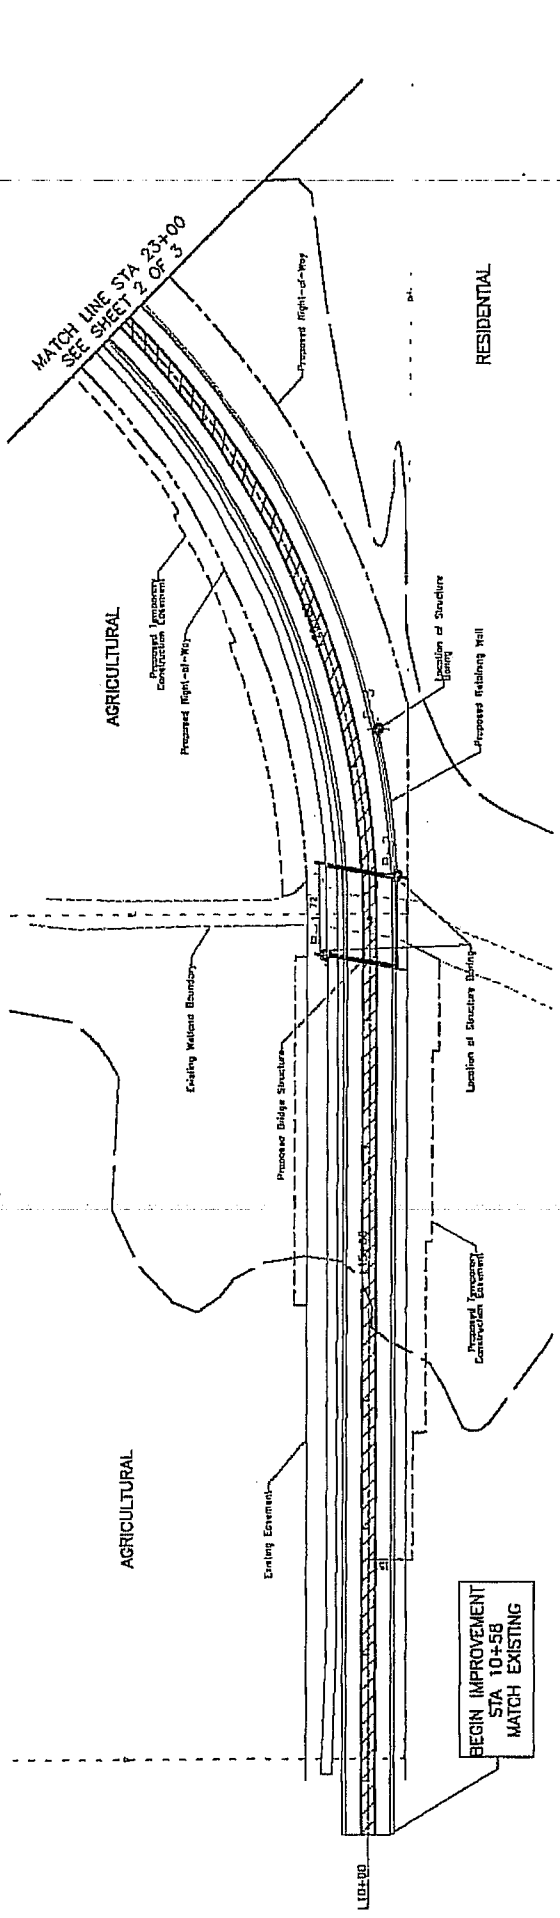 MATCH LINE STA 23+00
SEE SHEET 2 OF 3
Proposed Right-of-Way
RESIDENTIAL
AGRICULTURAL
Proposed Temporary
Construction Easement
Proposed Right-of-Way
Location of Structure
Boring
Proposed Retaining Wall
72
Existing Wetland Boundary
Proposed Bridge Structure
Location of Structure Boring
Proposed Temporary
Construction Easement
AGRICULTURAL
Existing Easement
BEGIN IMPROVEMENT
STA 10+58
MATCH EXISTING
L10+00